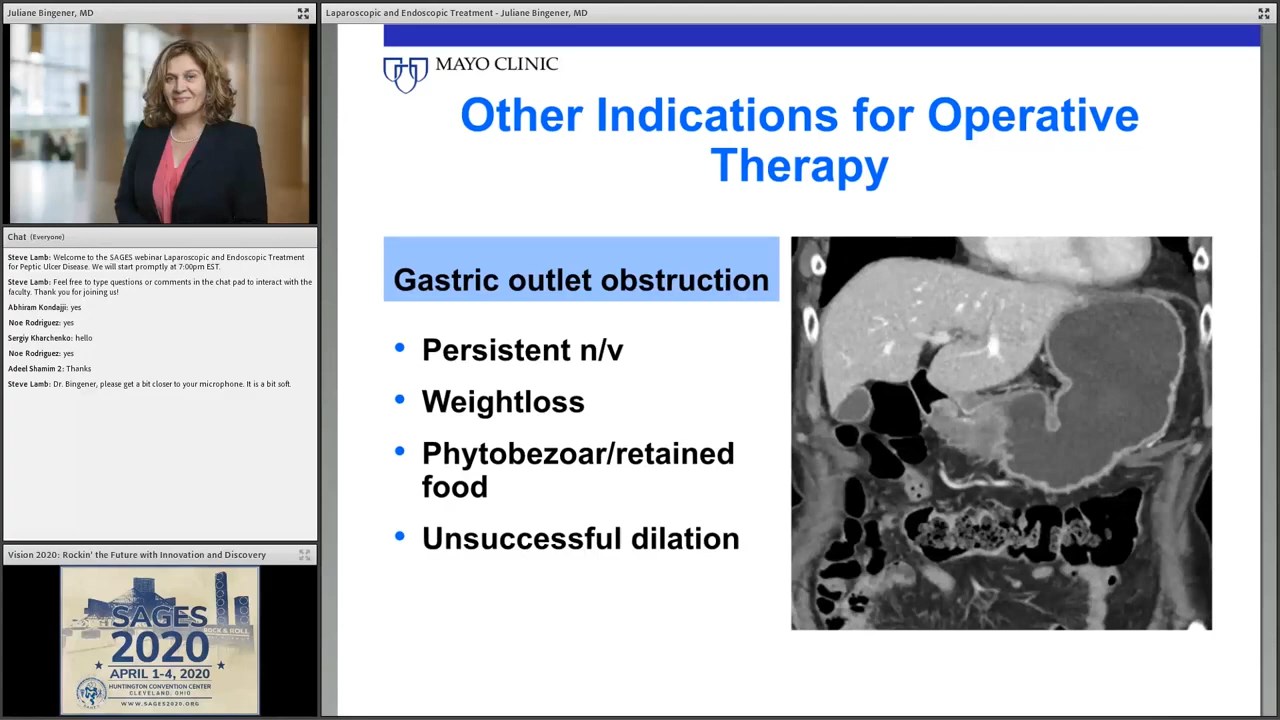 Juliane Bingener, MD
Chat (Everyone)
Steve Lamb: Welcome to the SAGES webinar Laparoscopic and Endoscopic Treatment
for Peptic Ulcer Disease. We will start promptly at 7:00pm EST.
Steve Lamb: Feel free to type questions or comments in the chat pad to interact with the
faculty. Thank you for joining us!
Abhiram Kondajji: yes
Noe Rodriguez: yes
Sergiy Kharchenko: hello
Noe Rodriguez: yes
Adeel Shamim 2: Thanks
Steve Lamb: Dr. Bingener, please get a bit closer to your microphone. It is a bit soft.
Vision 2020: Rockin' the Future with Innovation and Discovery
ROCK & ROLL
SAGES
2020
APRIL 1-4, 2020
HUNTINGTON CONVENTION CENTER
CLEVELAND, OHIO
WWW.SAGES2020.ORG
Laparoscopic and Endoscopic Treatment - Juliane Bingener, MD
MAYO CLINIC
Other Indications for Operative
Therapy
Gastric outlet obstruction
• Persistent n/v
• Weightloss
• Phytobezoar/retained
food
• Unsuccessful dilation